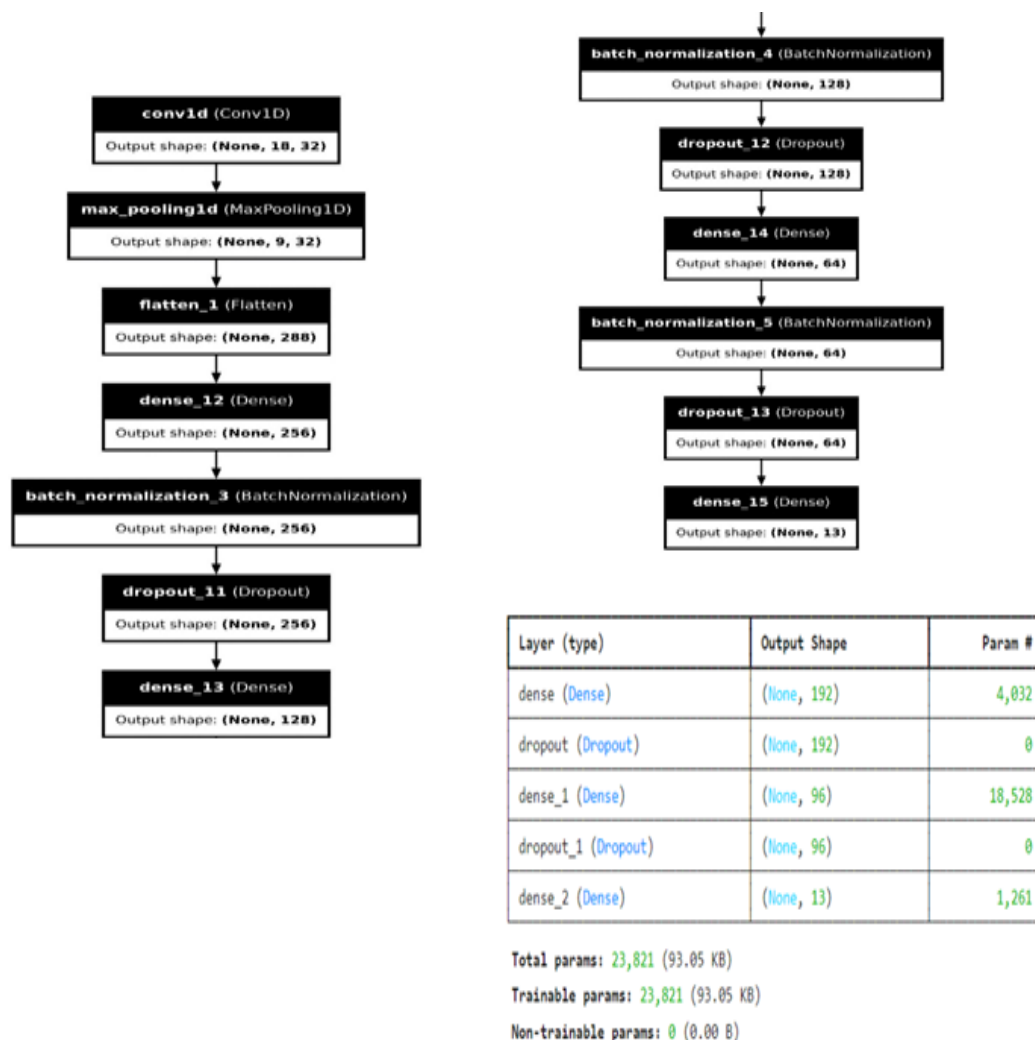 conv1d (Conv1D)
Output shape: (None, 18, 32)
max_pooling1d (MaxPooling1D)
Output shape: (None, 9, 32)
flatten_1 (Flatten)
Output shape: (None, 288)
dense_12 (Dense)
Output shape: (None, 256)
batch_normalization_3 (BatchNormalization)
Output shape: (None, 256)
dropout_11 (Dropout)
Output shape: (None, 256)
dense_13 (Dense)
Output shape: (None, 128)
batch_normalization_4 (BatchNormalization)
Output shape: (None, 128)
dropout_12 (Dropout)
Output shape: (None, 128)
dense_14 (Dense)
Output shape: (None, 64)
batch_normalization_5 (BatchNormalization)
Output shape: (None, 64)
dropout_13 (Dropout)
Output shape: (None, 64)
dense_15 (Dense)
Output shape: (None, 13)
Layer (type) Output Shape Param #
dense (Dense) (None, 192) 4,032
dropout (Dropout) (None, 192) 0
dense_1 (Dense) (None, 96) 18,528
dropout_1 (Dropout) (None, 96) 0
dense_2 (Dense) (None, 13) 1,261
Total params: 23,821 (93.05 KB)
Trainable params: 23,821 (93.05 KB)
Non-trainable params: 0 (0.00 B)